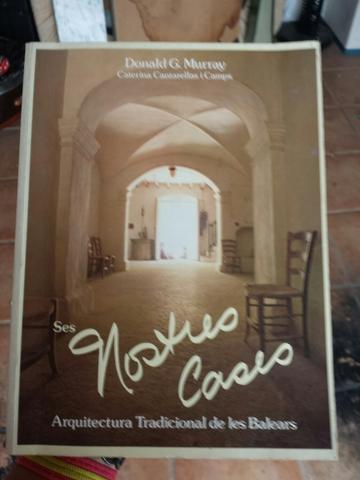 Donald G. Murray
Caterina Cantarellas i Camps
Ses
Nostres
Cases
Arquitectura Tradicional de les Balears